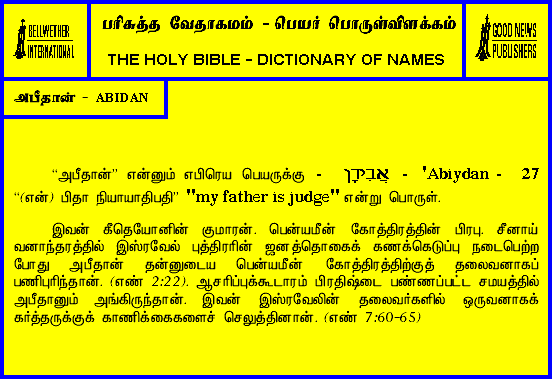 BELLWETHER
INTERNATIONAL
பரிசுத்த வேதாகமம் - பெயர் பொருள்விளக்கம்
THE HOLY BIBLE - DICTIONARY OF NAMES
GOOD NEWS
PUBLISHERS
அபீதான் - ABIDAN
“அபீதான்” என்னும் எபிரெய பெயருக்கு - אֲבִידָן - 'Abiydan - 27
“(என்) பிதா நியாயாதிபதி” "my father is judge" என்று பொருள்.
இவன் கீதெயோனின் குமாரன். பென்யமீன் கோத்திரத்தின் பிரபு. சீனாய்
வனாந்தரத்தில் இஸ்ரவேல் புத்திரரின் ஜனத்தொகைக் கணக்கெடுப்பு நடைபெற்ற
போது அபீதான் தன்னுடைய பென்யமீன் கோத்திரத்திற்குத் தலைவனாகப்
பணிபுரிந்தான். (எண் 2:22). ஆசரிப்புக்கூடாரம் பிரதிஷ்டை பண்ணப்பட்ட சமயத்தில்
அபீதானும் அங்கிருந்தான். இவன் இஸ்ரவேலின் தலைவர்களில் ஒருவனாகக்
கர்த்தருக்குக் காணிக்கைகளைச் செலுத்தினான். (எண் 7:60-65)